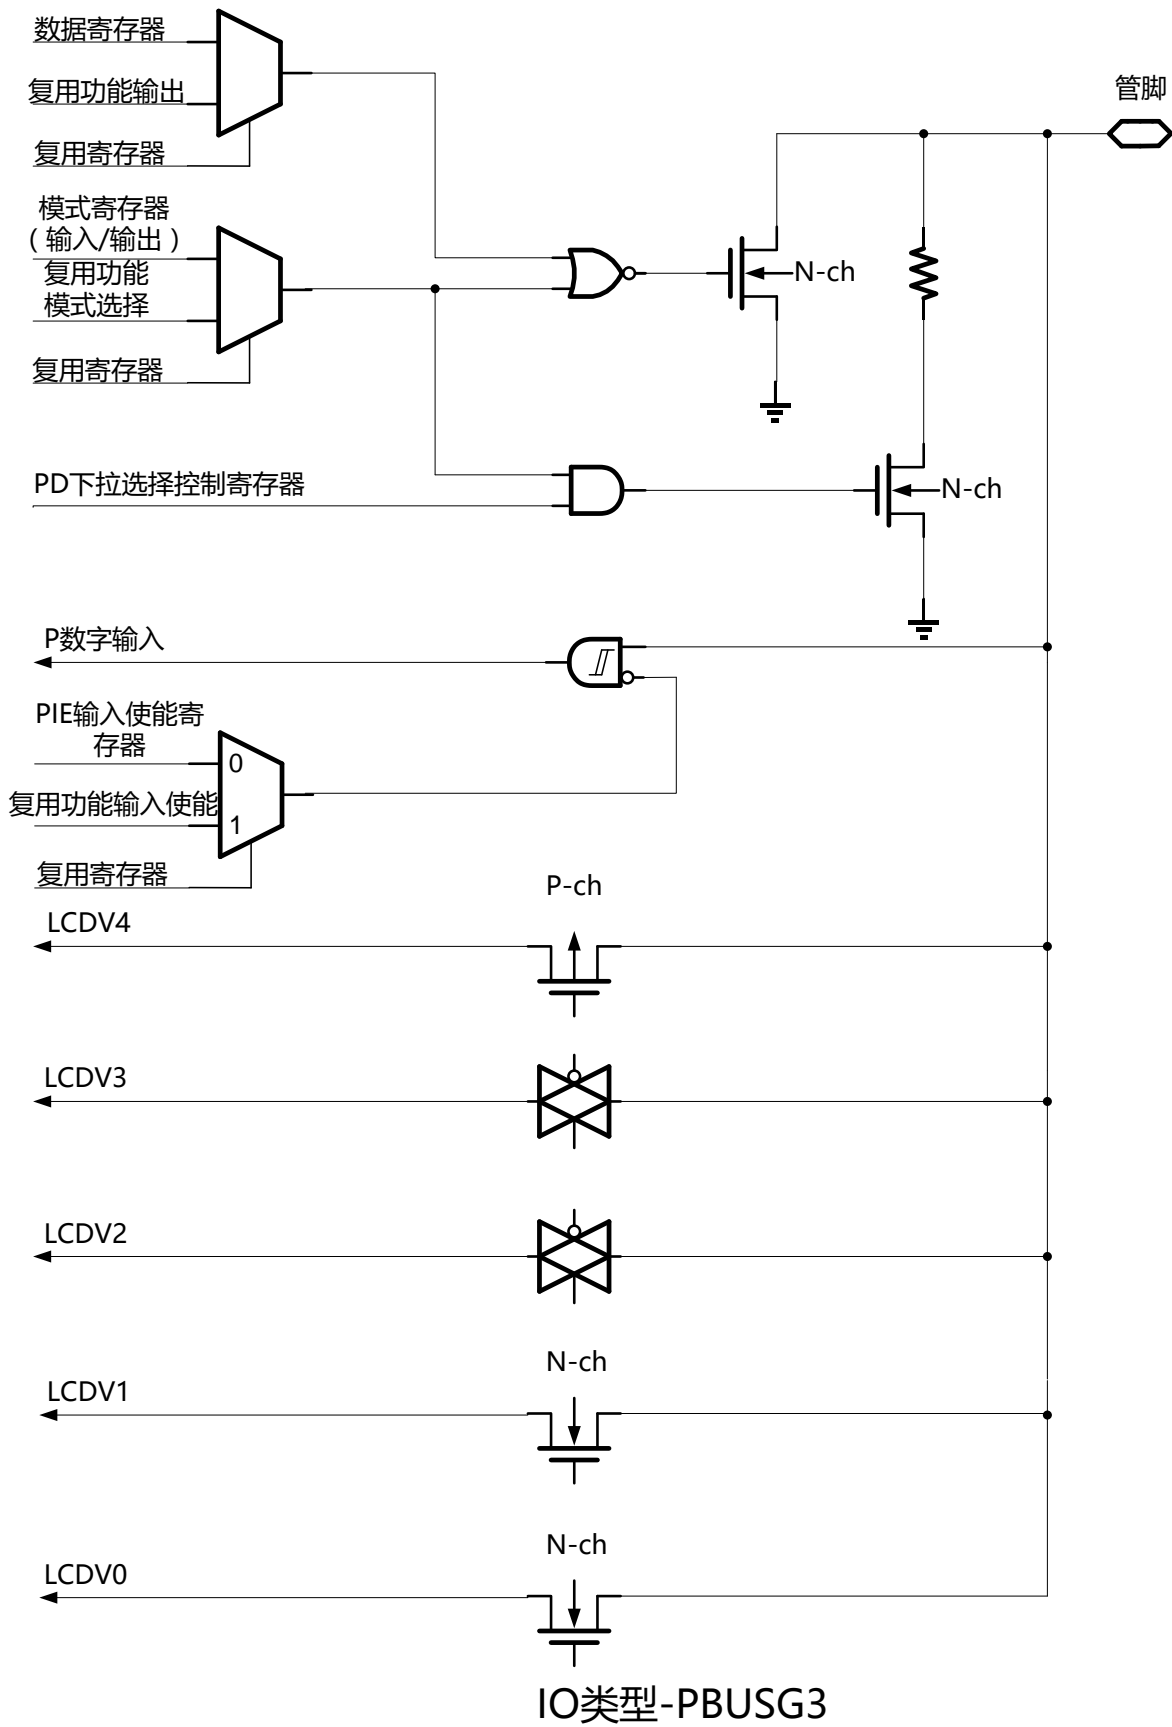 数据寄存器
复用功能输出
管脚
复用寄存器
模式寄存器
（输入/输出）
复用功能
模式选择
N-ch
复用寄存器
PD下拉选择控制寄存器
N-ch
P数字输入
PIE输入使能寄
存器
0
复用功能输入使能
1
复用寄存器
P-ch
LCDV4
LCDV3
LCDV2
N-ch
LCDV1
N-ch
LCDV0
IO类型-PBUSG3